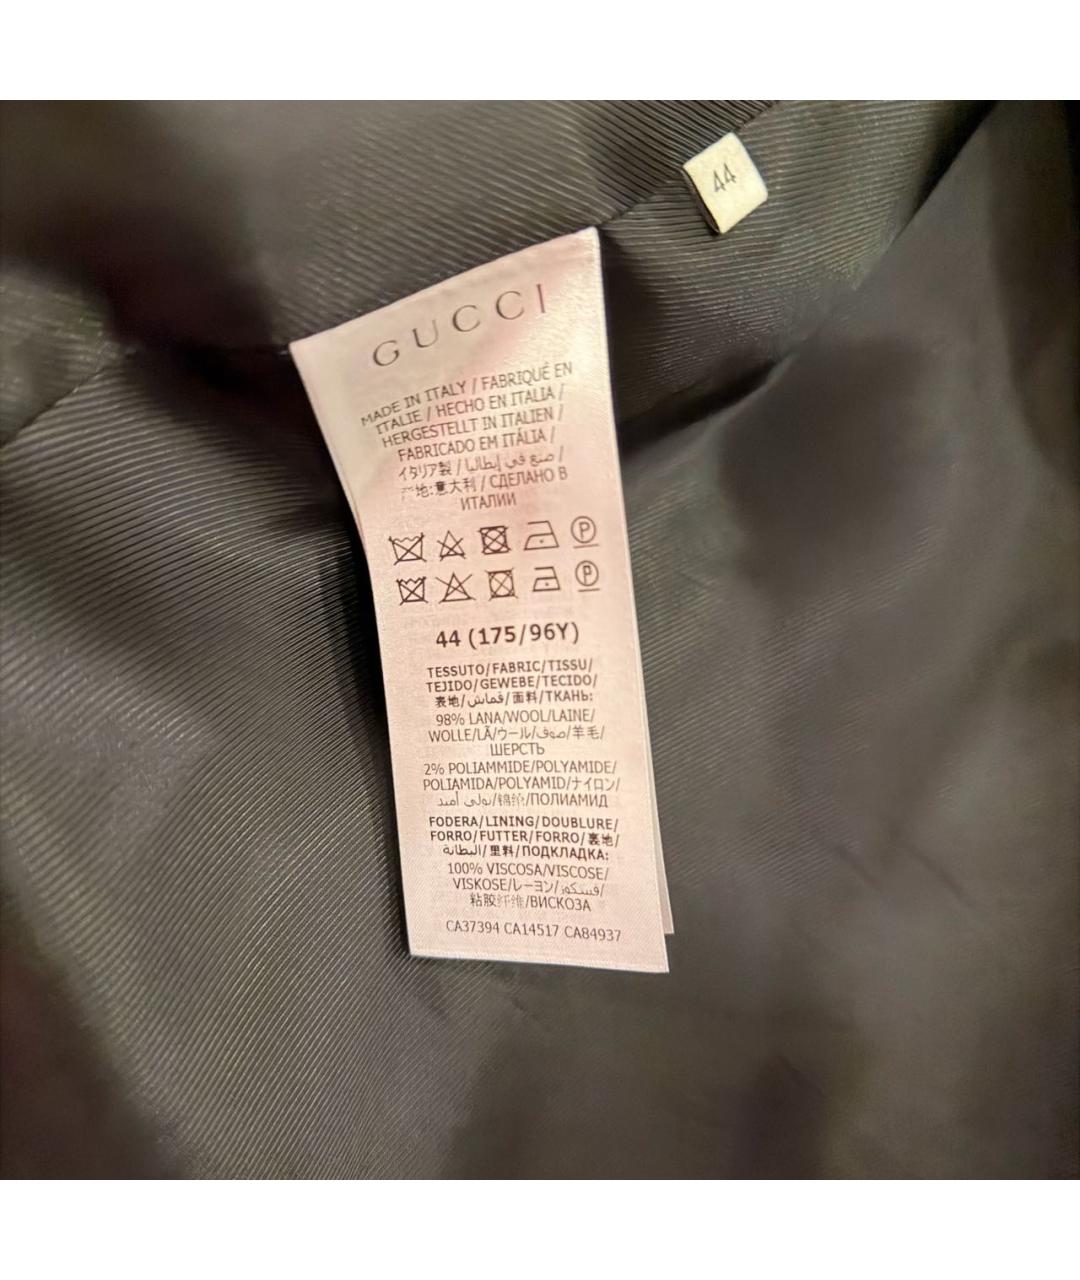 44
GUCCI
MADE IN ITALY / FABRIQUÉ EN
ITALIE / HECHO EN ITALIA /
HERGESTELLT IN ITALIEN /
FABRICADO EM ITÁLIA /
イタリア製 / صنع في إيطاليا /
产地:意大利 / СДЕЛАНО В
ИТАЛИИ
P
P
44 (175/96Y)
TESSUTO/FABRIC/TISSU/
TEJIDO/GEWEBE/TECIDO/
表地/قماش/面料/ТКАНЬ:
98% LANA/WOOL/LAINE/
WOLLE/LÃ/ウール/صوف/羊毛/
ШЕРСТЬ
2% POLIAMMIDE/POLYAMIDE/
POLIAMIDA/POLYAMID/ナイロン/
بولي أميد/锦纶/ПОЛИАМИД
FODERA/LINING/DOUBLURE/
FORRO/FUTTER/FORRO/裏地/
البطانة/里料/ПОДКЛАДКА:
100% VISCOSA/VISCOSE/
VISKOSE/レーヨン/فسكوز/
粘胶纤维/ВИСКОЗА
CA37394 CA14517 CA84937